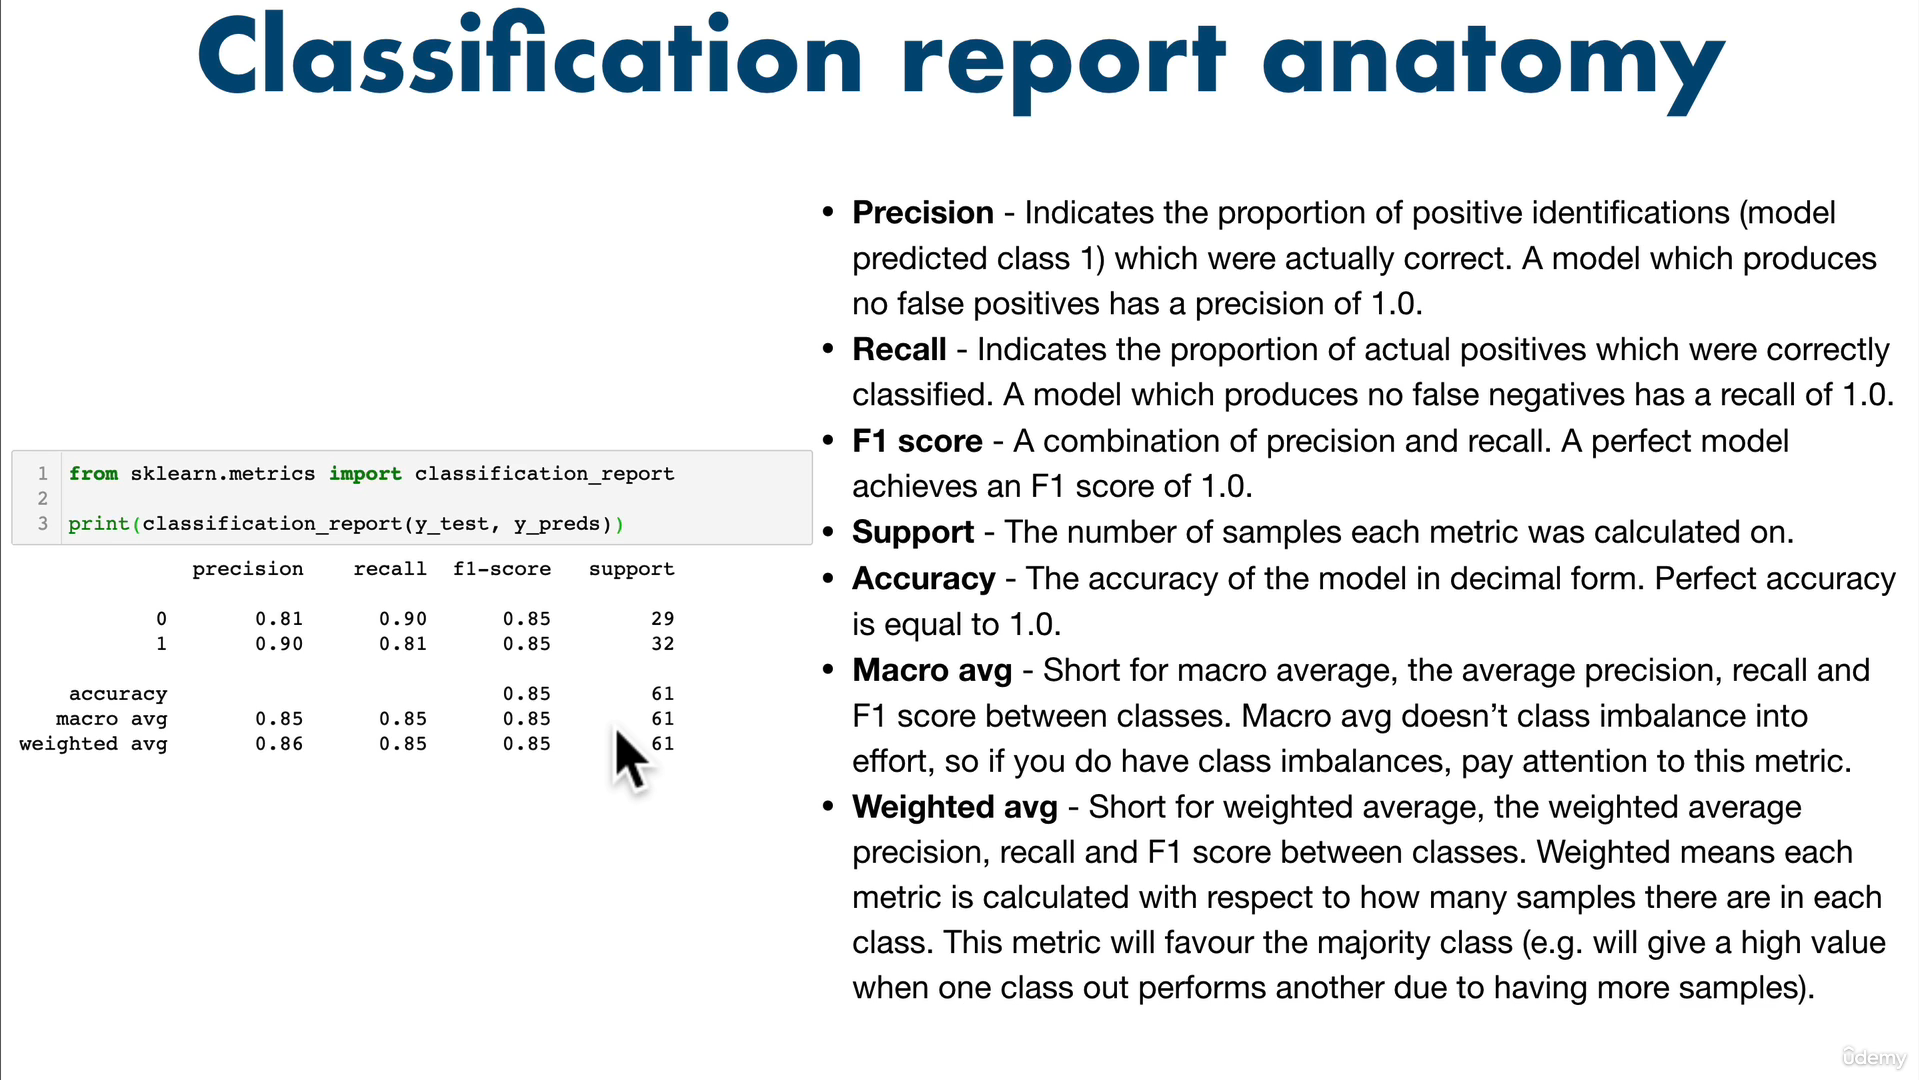 Classification report anatomy
1 from sklearn.metrics import classification_report
2
3 print(classification_report(y_test, y_preds))
precision recall f1-score support
0 0.81 0.90 0.85 29
1 0.90 0.81 0.85 32
accuracy 0.85 61
macro avg 0.85 0.85 0.85 61
weighted avg 0.86 0.85 0.85 61
• Precision - Indicates the proportion of positive identifications (model
predicted class 1) which were actually correct. A model which produces
no false positives has a precision of 1.0.
• Recall - Indicates the proportion of actual positives which were correctly
classified. A model which produces no false negatives has a recall of 1.0.
• F1 score - A combination of precision and recall. A perfect model
achieves an F1 score of 1.0.
• Support - The number of samples each metric was calculated on.
• Accuracy - The accuracy of the model in decimal form. Perfect accuracy
is equal to 1.0.
• Macro avg - Short for macro average, the average precision, recall and
F1 score between classes. Macro avg doesn’t class imbalance into
effort, so if you do have class imbalances, pay attention to this metric.
• Weighted avg - Short for weighted average, the weighted average
precision, recall and F1 score between classes. Weighted means each
metric is calculated with respect to how many samples there are in each
class. This metric will favour the majority class (e.g. will give a high value
when one class out performs another due to having more samples).
ûdemy